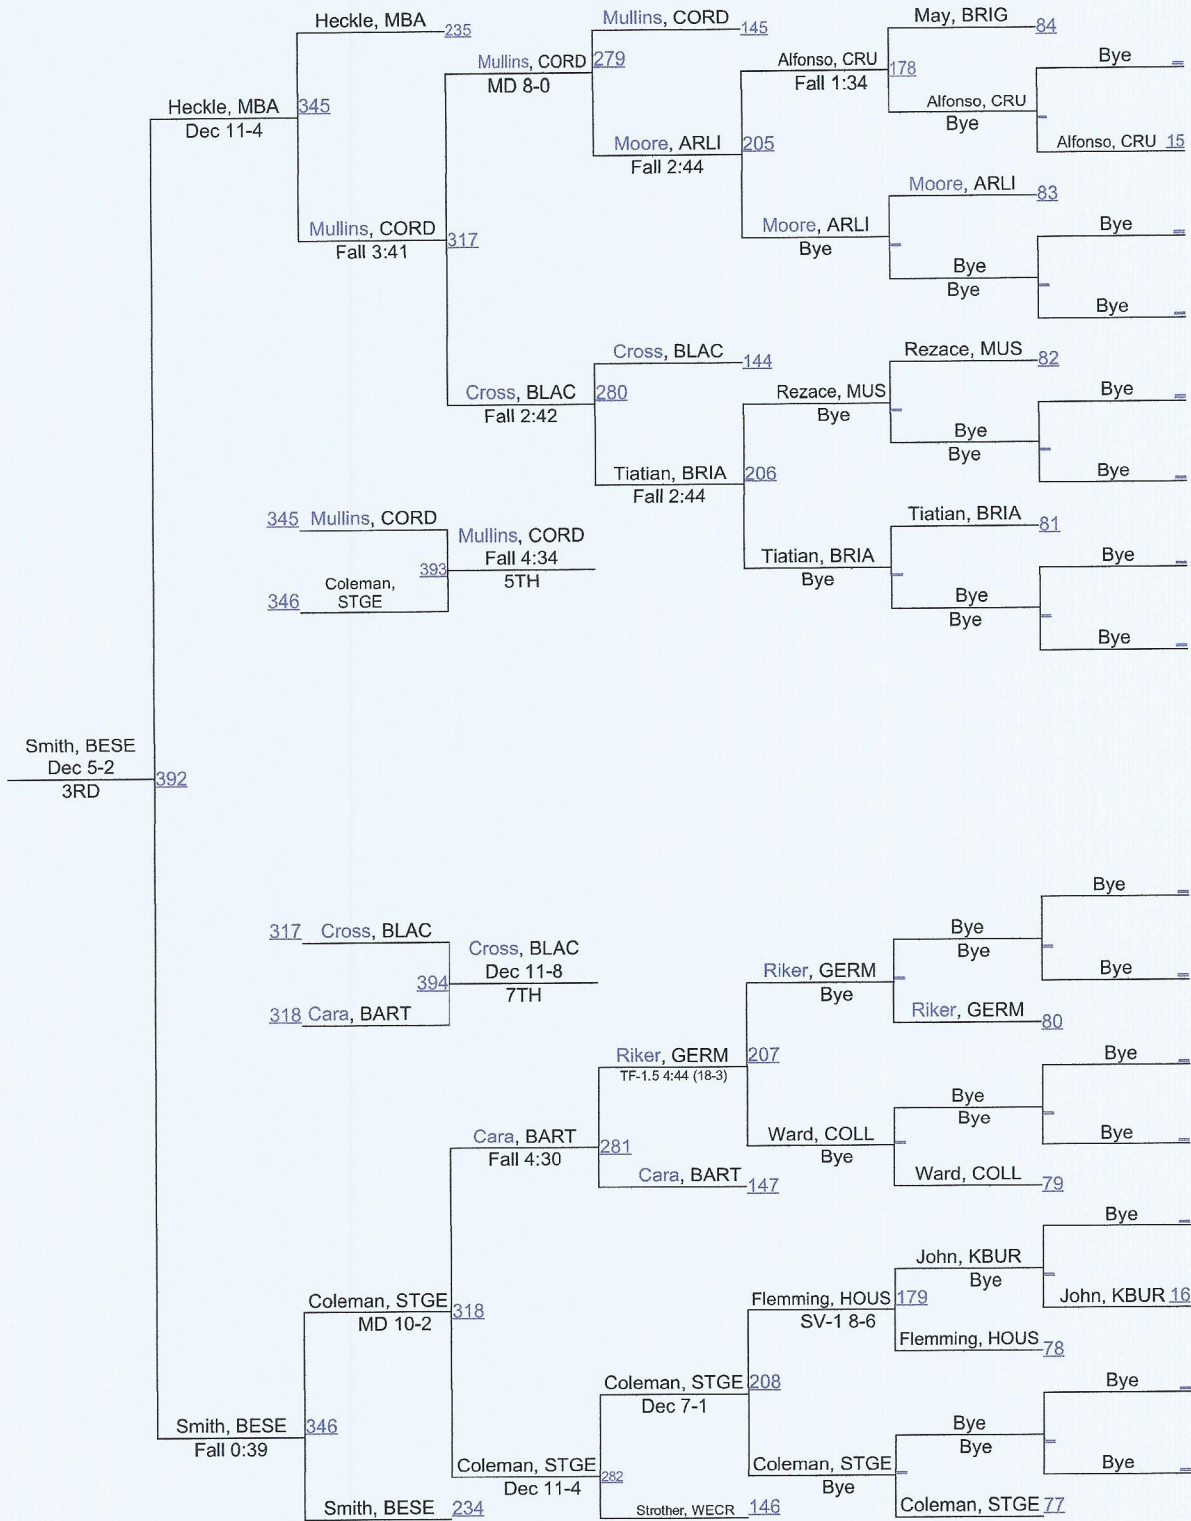 Heckle, MBA 235
Mullins, CORD 145
May, BRIG 84
Mullins, CORD 279
MD 8-0
Alfonso, CRU 178
Fall 1:34
Bye
Heckle, MBA 345
Dec 11-4
Alfonso, CRU
Bye
Moore, ARLI 205
Fall 2:44
Alfonso, CRU 15
Moore, ARLI 83
Mullins, CORD 317
Fall 3:41
Moore, ARLI
Bye
Bye
Bye
Bye
Bye
Cross, BLAC 144
Rezace, MUS 82
Cross, BLAC 280
Fall 2:42
Rezace, MUS
Bye
Bye
Bye
Bye
Tiatian, BRIA 206
Fall 2:44
Bye
345 Mullins, CORD
Mullins, CORD
Fall 4:34
5TH
393
Tiatian, BRIA 81
Tiatian, BRIA
Bye
Bye
346 Coleman,
STGE
Bye
Bye
Bye
Smith, BESE
Dec 5-2
3RD
392
Bye
317 Cross, BLAC
Cross, BLAC
Dec 11-8
7TH
394
Bye
Bye
Riker, GERM
Bye
Bye
318 Cara, BART
Riker, GERM 80
Riker, GERM 207
TF-1.5 4:44 (18-3)
Bye
Bye
Bye
Cara, BART 281
Fall 4:30
Ward, COLL
Bye
Bye
Cara, BART 147
Ward, COLL 79
Bye
John, KBUR
Bye
Coleman, STGE 318
MD 10-2
Flemming, HOUS 179
SV-1 8-6
John, KBUR 16
Flemming, HOUS 78
Coleman, STGE 208
Dec 7-1
Bye
Smith, BESE 346
Fall 0:39
Bye
Bye
Coleman, STGE 282
Dec 11-4
Coleman, STGE
Bye
Bye
Smith, BESE 234
Strother, WECR 146
Coleman, STGE 77